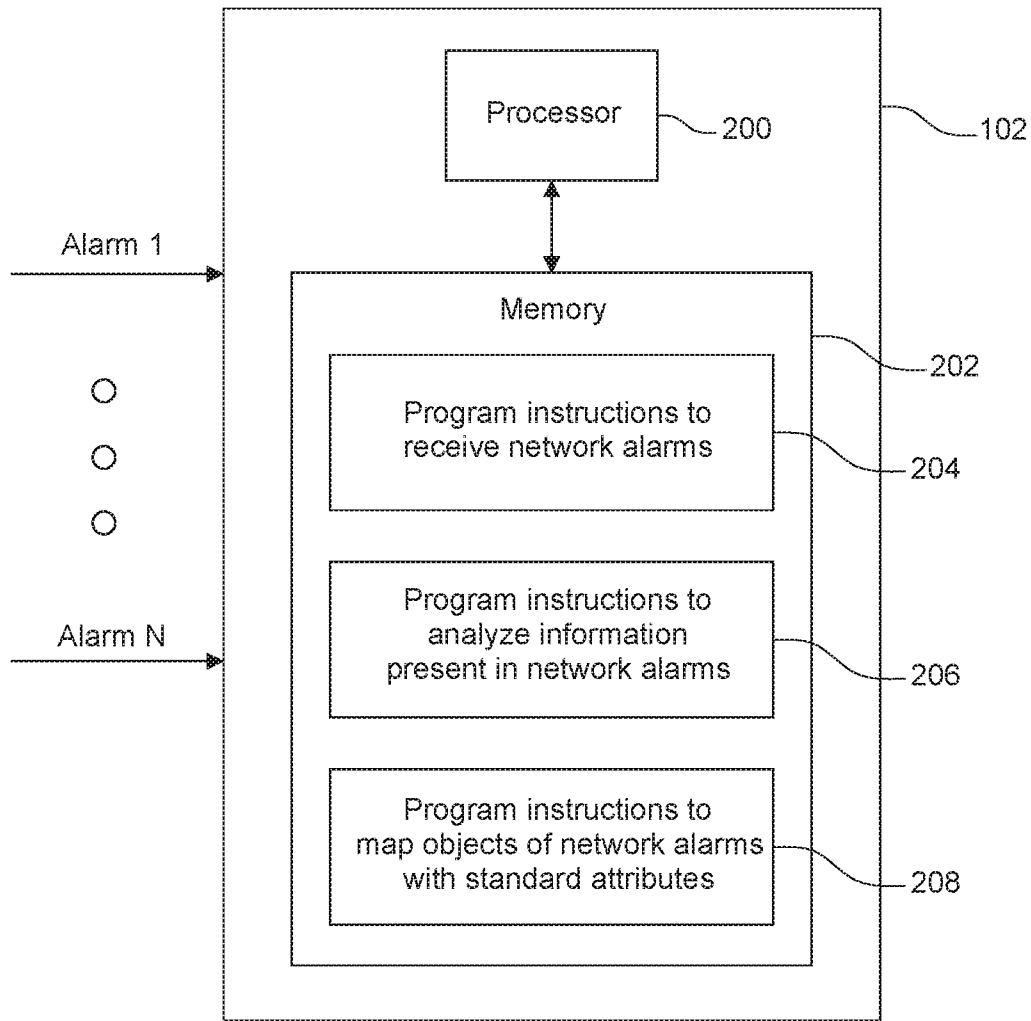 Processor
200
102
Alarm 1
Memory
202
Program instructions to
receive network alarms
204
Program instructions to
analyze information
present in network alarms
206
Alarm N
Program instructions to
map objects of network alarms
with standard attributes
208